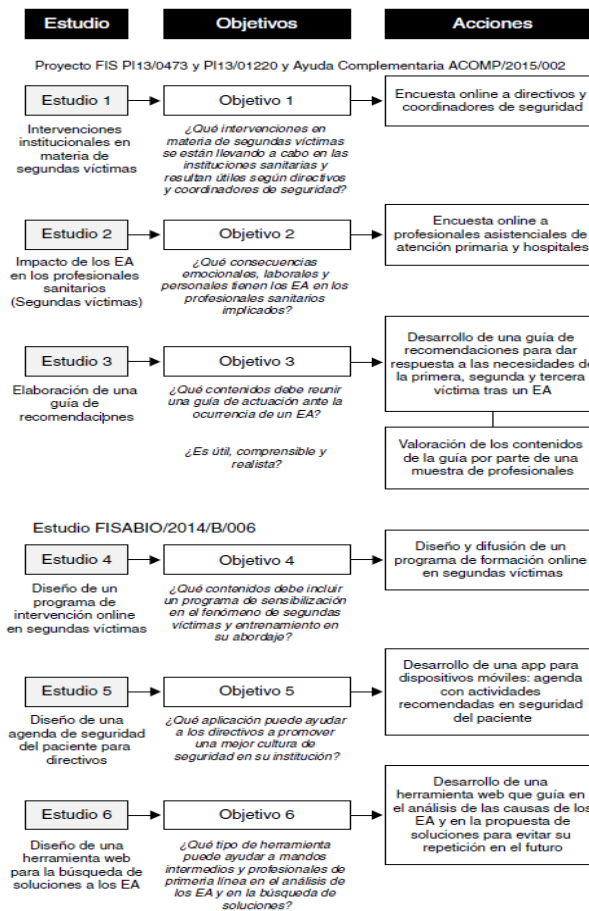 Estudio
Objetivos
Acciones
Proyecto FIS PI13/0473 y PI13/01220 y Ayuda Complementaria ACOMP/2015/002
Estudio 1
Intervenciones
institucionales en
materia de
segundas víctimas
Objetivo 1
¿Qué intervenciones en
materia de segundas víctimas
se están llevando a cabo en las
instituciones sanitarias y
resultan útiles según directivos
y coordinadores de seguridad?
Encuesta online a directivos y
coordinadores de seguridad
Estudio 2
Impacto de los EA
en los profesionales
sanitarios
(Segundas víctimas)
Objetivo 2
¿Qué consecuencias
emocionales, laborales y
personales tienen los EA en los
profesionales sanitarios
implicados?
Encuesta online a
profesionales asistenciales de
atención primaria y hospitales
Estudio 3
Elaboración de una
guía de
recomendaciones
Objetivo 3
¿Qué contenidos debe reunir
una guía de actuación ante la
ocurrencia de un EA?
¿Es útil, comprensible y
realista?
Desarrollo de una guía de
recomendaciones para dar
respuesta a las necesidades de
la primera, segunda y tercera
víctima tras un EA
Valoración de los contenidos
de la guía por parte de una
muestra de profesionales
Estudio FISABIO/2014/B/006
Estudio 4
Diseño de un
programa de
intervención online
en segundas víctimas
Objetivo 4
¿Qué contenidos debe incluir
un programa de sensibilización
en el fenómeno de segundas
víctimas y entrenamiento en
su abordaje?
Diseño y difusión de un
programa de formación online
en segundas víctimas
Estudio 5
Diseño de una
agenda de seguridad
del paciente para
directivos
Objetivo 5
¿Qué aplicación puede ayudar
a los directivos a promover
una mejor cultura de
seguridad en su institución?
Desarrollo de una app para
dispositivos móviles: agenda
con actividades
recomendadas en seguridad
del paciente
Estudio 6
Diseño de una
herramienta web
para la búsqueda de
soluciones a los EA
Objetivo 6
¿Qué tipo de herramienta
puede ayudar a mandos
intermedios y profesionales de
primeria línea en el análisis de
los EA y en la búsqueda de
soluciones?
Desarrollo de una
herramienta web que guía en
el análisis de las causas de los
EA y en la propuesta de
soluciones para evitar su
repetición en el futuro